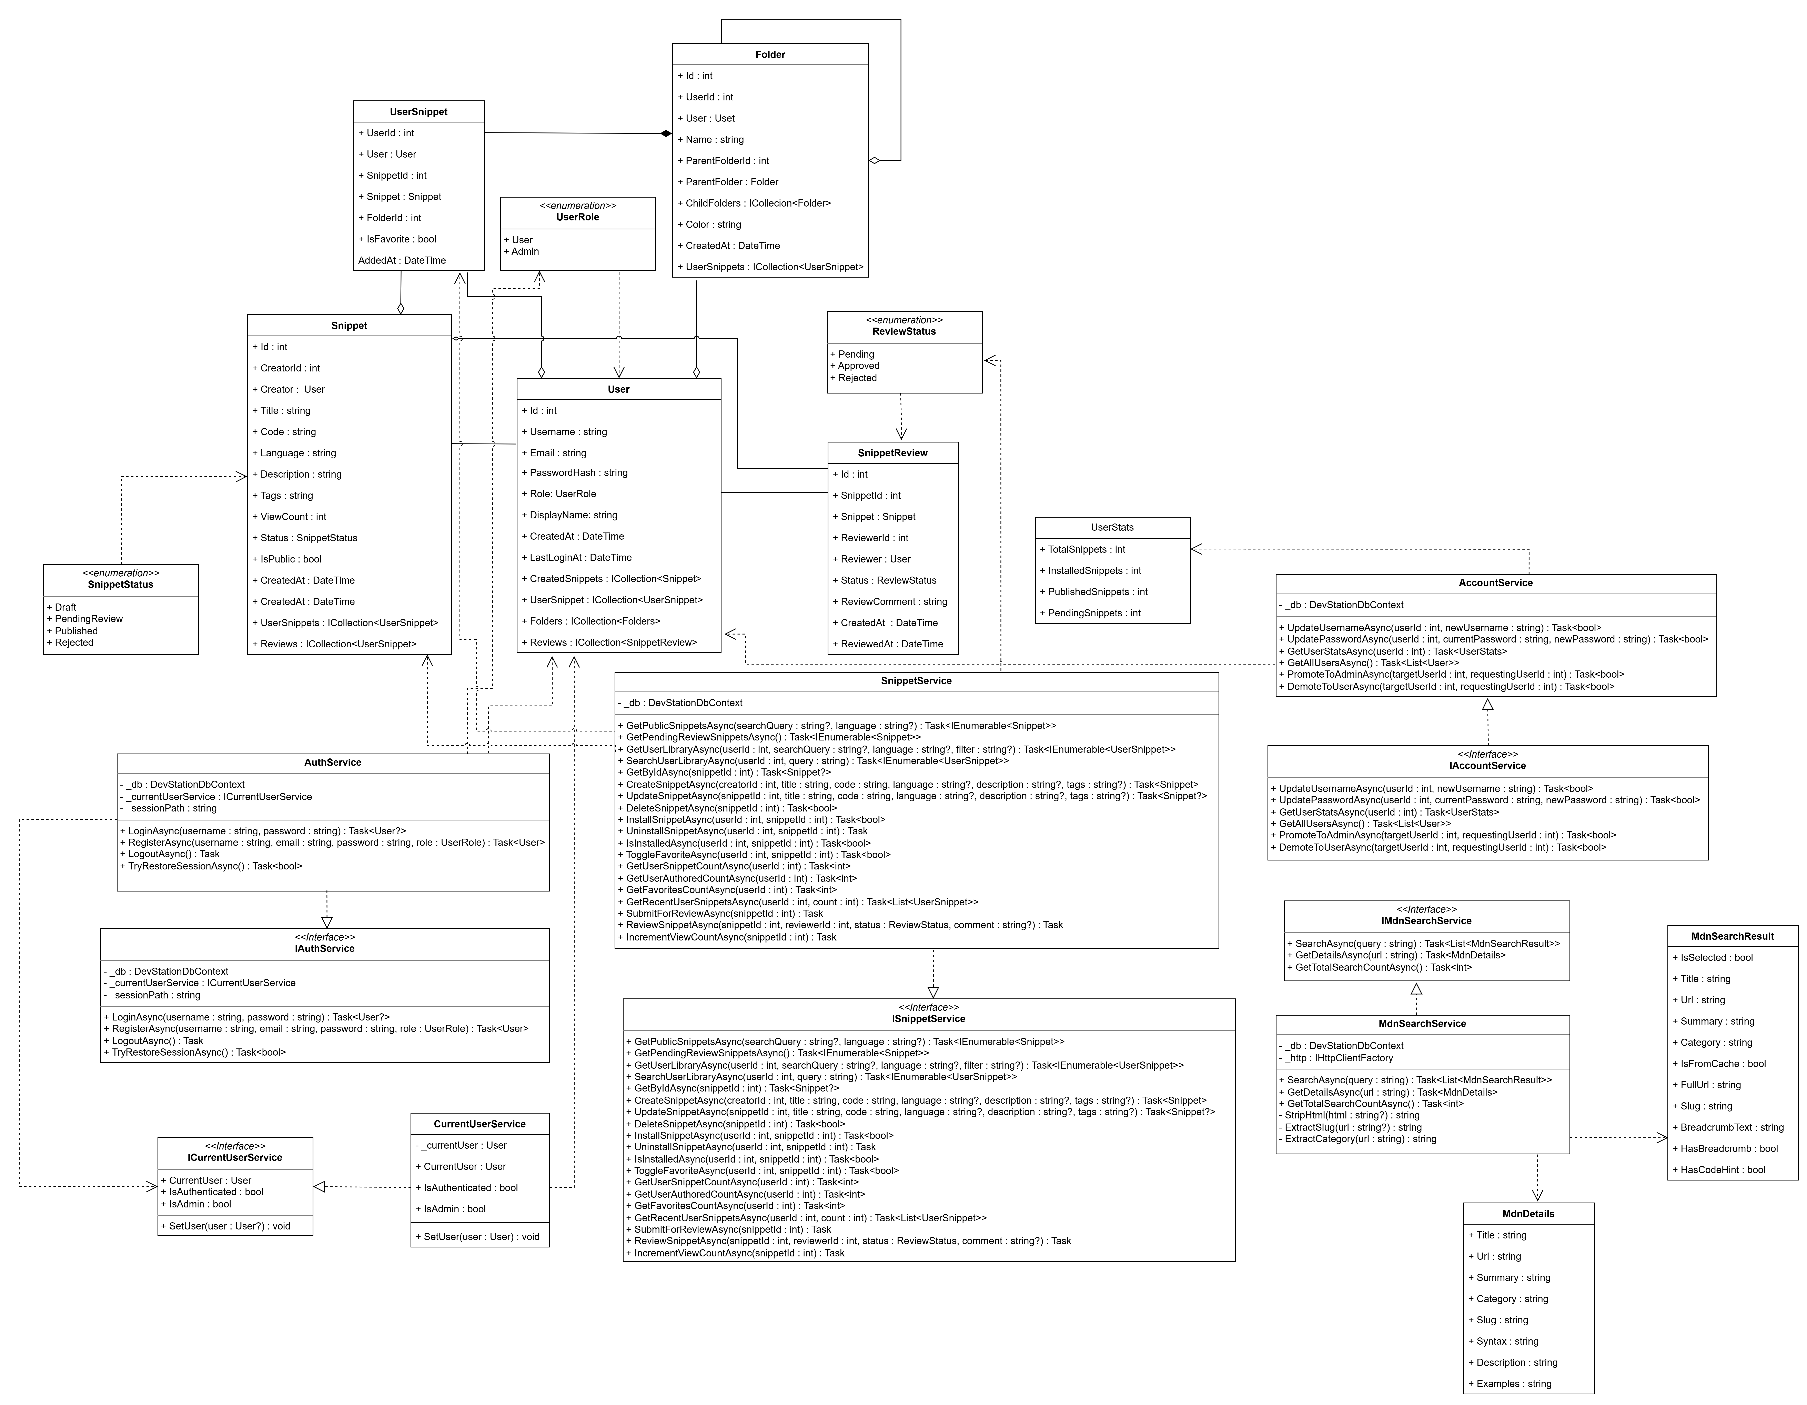 Folder
+ Id : int
+ UserId : int
+ User : Uset
+ Name : string
+ ParentFolderId : int
+ ParentFolder : Folder
+ ChildFolders : ICollecion<Folder>
+ Color : string
+ CreatedAt : DateTime
+ UserSnippets : ICollection<UserSnippet>
UserSnippet
+ UserId : int
+ User : User
+ SnippetId : int
+ Snippet : Snippet
+ FolderId : int
+ IsFavorite : bool
AddedAt : DateTime
<<enumeration>>
UserRole
+ User
+ Admin
Snippet
+ Id : int
+ CreatorId : int
+ Creator : User
+ Title : string
+ Code : string
+ Language : string
+ Description : string
+ Tags : string
+ ViewCount : int
+ Status : SnippetStatus
+ IsPublic : bool
+ CreatedAt : DateTime
+ CreatedAt : DateTime
+ UserSnippets : ICollection<UserSnippet>
+ Reviews : ICollection<UserSnippet>
User
+ Id : int
+ Username : string
+ Email : string
+ PasswordHash : string
+ Role: UserRole
+ DisplayName: string
+ CreatedAt : DateTime
+ LastLoginAt : DateTime
+ CreatedSnippets : ICollection<Snippet>
+ UserSnippet : ICollection<UserSnippet>
+ Folders : ICollection<Folders>
+ Reviews : ICollection<SnippetReview>
<<enumeration>>
ReviewStatus
+ Pending
+ Approved
+ Rejected
SnippetReview
+ Id : int
+ SnippetId : int
+ Snippet : Snippet
+ ReviewerId : int
+ Reviewer : User
+ Status : ReviewStatus
+ ReviewComment : string
+ CreatedAt : DateTime
+ ReviewedAt : DateTime
<<enumeration>>
SnippetStatus
+ Draft
+ PendingReview
+ Published
+ Rejected
UserStats
+ TotalSnippets : int
+ InstalledSnippets : int
+ PublishedSnippets : int
+ PendingSnippets : int
AccountService
- _db : DevStationDbContext
+ UpdateUsernameAsync(userId : int, newUsername : string) : Task<bool>
+ UpdatePasswordAsync(userId : int, currentPassword : string, newPassword : string) : Task<bool>
+ GetUserStatsAsync(userId : int) : Task<UserStats>
+ GetAllUsersAsync() : Task<List<User>>
+ PromoteToAdminAsync(targetUserId : int, requestingUserId : int) : Task<bool>
+ DemoteToUserAsync(targetUserId : int, requestingUserId : int) : Task<bool>
<<Interface>>
IAccountService
+ UpdateUsernameAsync(userId : int, newUsername : string) : Task<bool>
+ UpdatePasswordAsync(userId : int, currentPassword : string, newPassword : string) : Task<bool>
+ GetUserStatsAsync(userId : int) : Task<UserStats>
+ GetAllUsersAsync() : Task<List<User>>
+ PromoteToAdminAsync(targetUserId : int, requestingUserId : int) : Task<bool>
+ DemoteToUserAsync(targetUserId : int, requestingUserId : int) : Task<bool>
SnippetService
- _db : DevStationDbContext
+ GetPublicSnippetsAsync(searchQuery : string?, language : string?) : Task<IEnumerable<Snippet>>
+ GetPendingReviewSnippetsAsync() : Task<IEnumerable<Snippet>>
+ GetUserLibraryAsync(userId : int, searchQuery : string?, language : string?, filter : string?) : Task<IEnumerable<UserSnippet>>
+ SearchUserLibraryAsync(userId : int, query : string) : Task<IEnumerable<UserSnippet>>
+ GetByIdAsync(snippetId : int) : Task<Snippet?>
+ CreateSnippetAsync(creatorId : int, title : string, code : string, language : string?, description : string?, tags : string?) : Task<Snippet>
+ UpdateSnippetAsync(snippetId : int, title : string, code : string, language : string?, description : string?, tags : string?) : Task<Snippet?>
+ DeleteSnippetAsync(snippetId : int) : Task<bool>
+ InstallSnippetAsync(userId : int, snippetId : int) : Task<bool>
+ UninstallSnippetAsync(userId : int, snippetId : int) : Task
+ IsInstalledAsync(userId : int, snippetId : int) : Task<bool>
+ ToggleFavoriteAsync(userId : int, snippetId : int) : Task<bool>
+ GetUserSnippetCountAsync(userId : int) : Task<int>
+ GetUserAuthoredCountAsync(userId : int) : Task<int>
+ GetFavoritesCountAsync(userId : int) : Task<int>
+ GetRecentUserSnippetsAsync(userId : int, count : int) : Task<List<UserSnippet>
+ SubmitForReviewAsync(snippetId : int) : Task
+ ReviewSnippetAsync(snippetId : int, reviewerId : int, status : ReviewStatus, comment : string?) : Task
+ IncrementViewCountAsync(snippetId : int) : Task
AuthService
- _db : DevStationDbContext
- _currentUserService : ICurrentUserService
- _sessionPath : string
+ LoginAsync(username : string, password : string) : Task<User?>
+ RegisterAsync(username : string, email : string, password : string, role : UserRole) : Task<User>
+ LogoutAsync() : Task
+ TryRestoreSessionAsync() : Task<bool>
<<Interface>>
IAuthService
- _db : DevStationDbContext
- _currentUserService : ICurrentUserService
- _sessionPath : string
+ LoginAsync(username : string, password : string) : Task<User?>
+ RegisterAsync(username : string, email : string, password : string, role : UserRole) : Task<User>
+ LogoutAsync() : Task
+ TryRestoreSessionAsync() : Task<bool>
<<Interface>>
ISnippetService
+ GetPublicSnippetsAsync(searchQuery : string?, language : string?) : Task<IEnumerable<Snippet>>
+ GetPendingReviewSnippetsAsync() : Task<IEnumerable<Snippet>>
+ GetUserLibraryAsync(userId : int, searchQuery : string?, language : string?, filter : string?) : Task<IEnumerable<UserSnippet>>
+ SearchUserLibraryAsync(userId : int, query : string) : Task<IEnumerable<UserSnippet>>
+ GetByIdAsync(snippetId : int) : Task<Snippet?>
+ CreateSnippetAsync(creatorId : int, title : string, code : string, language : string?, description : string?, tags : string?) : Task<Snippet>
+ UpdateSnippetAsync(snippetId : int, title : string, code : string, language : string?, description : string?, tags : string?) : Task<Snippet?>
+ DeleteSnippetAsync(snippetId : int) : Task<bool>
+ InstallSnippetAsync(userId : int, snippetId : int) : Task<bool>
+ UninstallSnippetAsync(userId : int, snippetId : int) : Task
+ IsInstalledAsync(userId : int, snippetId : int) : Task<bool>
+ ToggleFavoriteAsync(userId : int, snippetId : int) : Task<bool>
+ GetUserSnippetCountAsync(userId : int) : Task<int>
+ GetUserAuthoredCountAsync(userId : int) : Task<int>
+ GetFavoritesCountAsync(userId : int) : Task<int>
+ GetRecentUserSnippetsAsync(userId : int, count : int) : Task<List<UserSnippet>>
+ SubmitForReviewAsync(snippetId : int) : Task
+ ReviewSnippetAsync(snippetId : int, reviewerId : int, status : ReviewStatus, comment : string?) : Task
+ IncrementViewCountAsync(snippetId : int) : Task
<<Interface>>
IMdnSearchService
+ SearchAsync(query : string) : Task<List<MdnSearchResult>>
+ GetDetailsAsync(url : string) : Task<MdnDetails>
+ GetTotalSearchCountAsync() : Task<int>
MdnSearchService
- _db : DevStationDbContext
- _http : IHttpClientFactory
+ SearchAsync(query : string) : Task<List<MdnSearchResult>>
+ GetDetailsAsync(url : string) : Task<MdnDetails>
+ GetTotalSearchCountAsync() : Task<int>
- StripHtml(html : string?) : string
- ExtractSlug(url : string?) : string
- ExtractCategory(url : string) : string
MdnSearchResult
+ IsSelected : bool
+ Title : string
+ Url : string
+ Summary : string
+ Category : string
+ IsFromCache : bool
+ FullUrl : string
+ Slug : string
+ BreadcrumbText : string
+ HasBreadcrumb : bool
+ HasCodeHint : bool
<<Interface>>
ICurrentUserService
+ CurrentUser : User
+ IsAuthenticated : bool
+ IsAdmin : bool
+ SetUser(user : User?) : void
CurrentUserService
_currentUser : User
+ CurrentUser : User
+ IsAuthenticated : bool
+ IsAdmin : bool
+ SetUser(user : User) : void
MdnDetails
+ Title : string
+ Url : string
+ Summary : string
+ Category : string
+ Slug : string
+ Syntax : string
+ Description : string
+ Examples : string